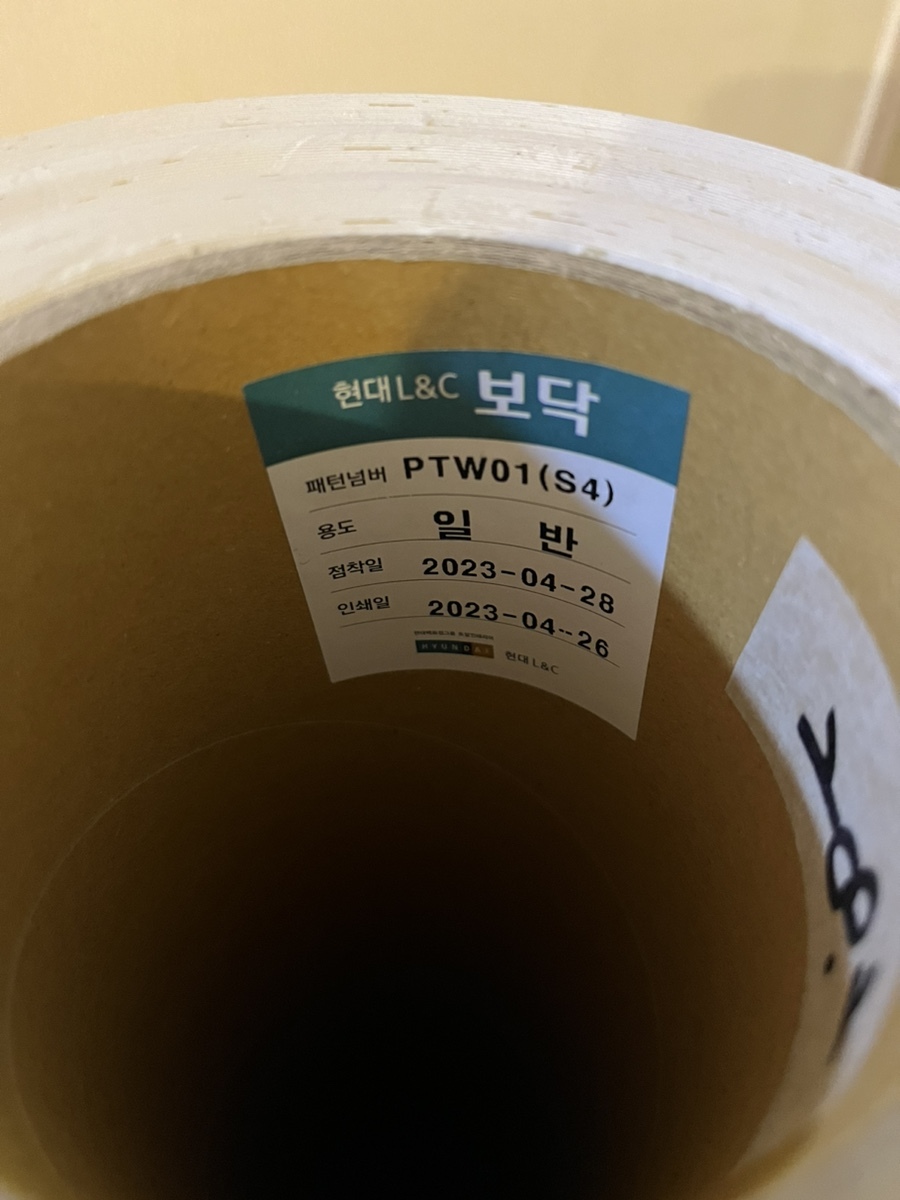 현대 L&C 보닥
패턴넘버 PTW01(S4)
용도 일 반
점착일 2023-04-28
인쇄일 2023-04-26
HYUNDAI 현대 L&C